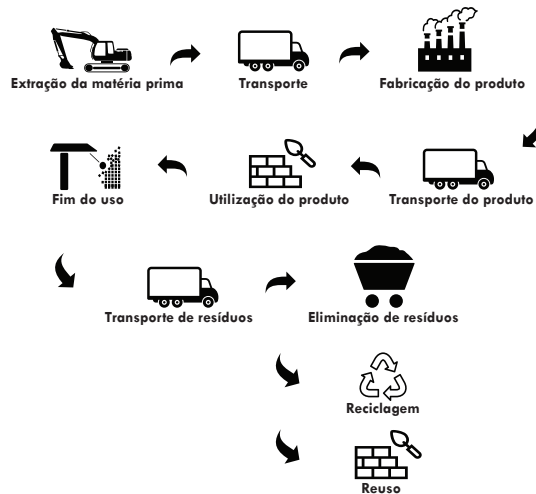 Extração da matéria prima
Transporte
Fabricação do produto
Fim do uso
Utilização do produto
Transporte do produto
Transporte de resíduos
Eliminação de resíduos
Reciclagem
Reuso